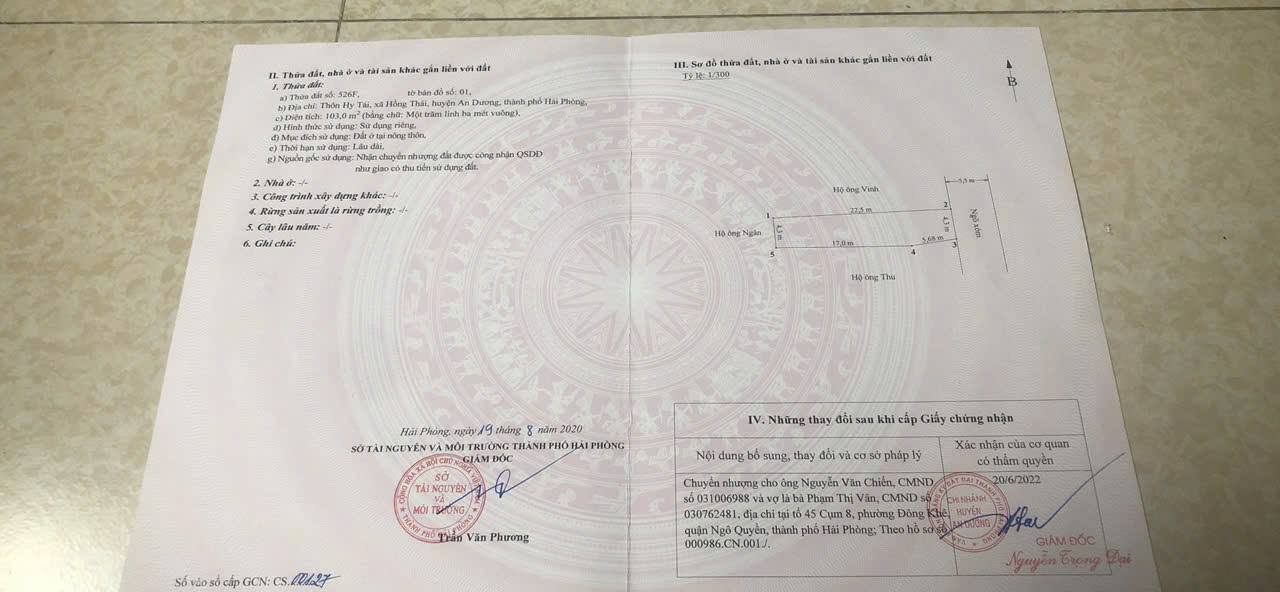 II. Thửa đất, nhà ở và tài sản khác gắn liền với đất
1. Thửa đất:
a) Thửa đất số: 526F, tờ bản đồ số: 01,
b) Địa chỉ: Thôn Hy Tái, xã Hồng Thái, huyện An Dương, thành phố Hải Phòng,
c) Diện tích: 103,0 m² (bằng chữ: Một trăm linh ba mét vuông),
d) Hình thức sử dụng: Sử dụng riêng,
đ) Mục đích sử dụng: Đất ở tại nông thôn,
e) Thời hạn sử dụng: Lâu dài,
g) Nguồn gốc sử dụng: Nhận chuyển nhượng đất được công nhận QSDĐ
như giao có thu tiền sử dụng đất.
2. Nhà ở: -/-
3. Công trình xây dựng khác: -/-
4. Rừng sản xuất là rừng trồng: -/-
5. Cây lâu năm: -/-
6. Ghi chú:
Hải Phòng, ngày 19 tháng 8 năm 2020
SỞ TÀI NGUYÊN VÀ MÔI TRƯỜNG THÀNH PHỐ HẢI PHÒNG
GIÁM ĐỐC
SỞ
TÀI NGUYÊN
VÀ
MÔI TRƯỜNG
Trần Văn Phương
Số vào sổ cấp GCN: CS.
III. Sơ đồ thửa đất, nhà ở và tài sản khác gắn liền với đất
Tỷ lệ: 1/300
B
5,5 m
Hộ ông Vinh
1
22,5 m
2
Hộ ông Ngân
4,3 m
4,3 m
Ngõ xóm
5
17,0 m
4
5,68 m
3
Hộ ông Thu
IV. Những thay đổi sau khi cấp Giấy chứng nhận
Nội dung bổ sung, thay đổi và cơ sở pháp lý
Xác nhận của cơ quan
có thẩm quyền
Chuyển nhượng cho ông Nguyễn Văn Chiến, CMND
số 031006988 và vợ là bà Phạm Thị Vân, CMND số
030762481, địa chỉ tại tổ 45 Cụm 8, phường Đông Khê,
quận Ngô Quyền, thành phố Hải Phòng; Theo hồ sơ số
000986.CN.001./.
20/6/2022
CHI NHÁNH
HUYỆN
AN DƯƠNG
GIÁM ĐỐC
Nguyễn Trọng Đại